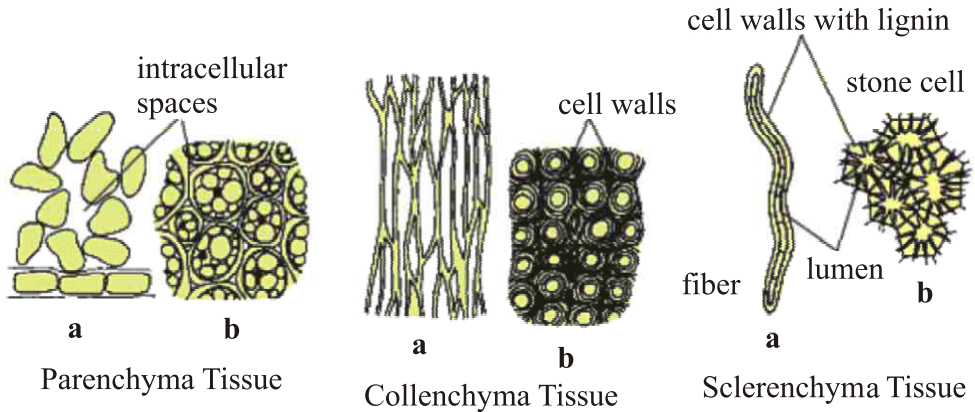 intracellular
spaces
a
b
Parenchyma Tissue
cell walls
a
b
Collenchyma Tissue
cell walls with lignin
stone cell
lumen
fiber
a
b
Sclerenchyma Tissue